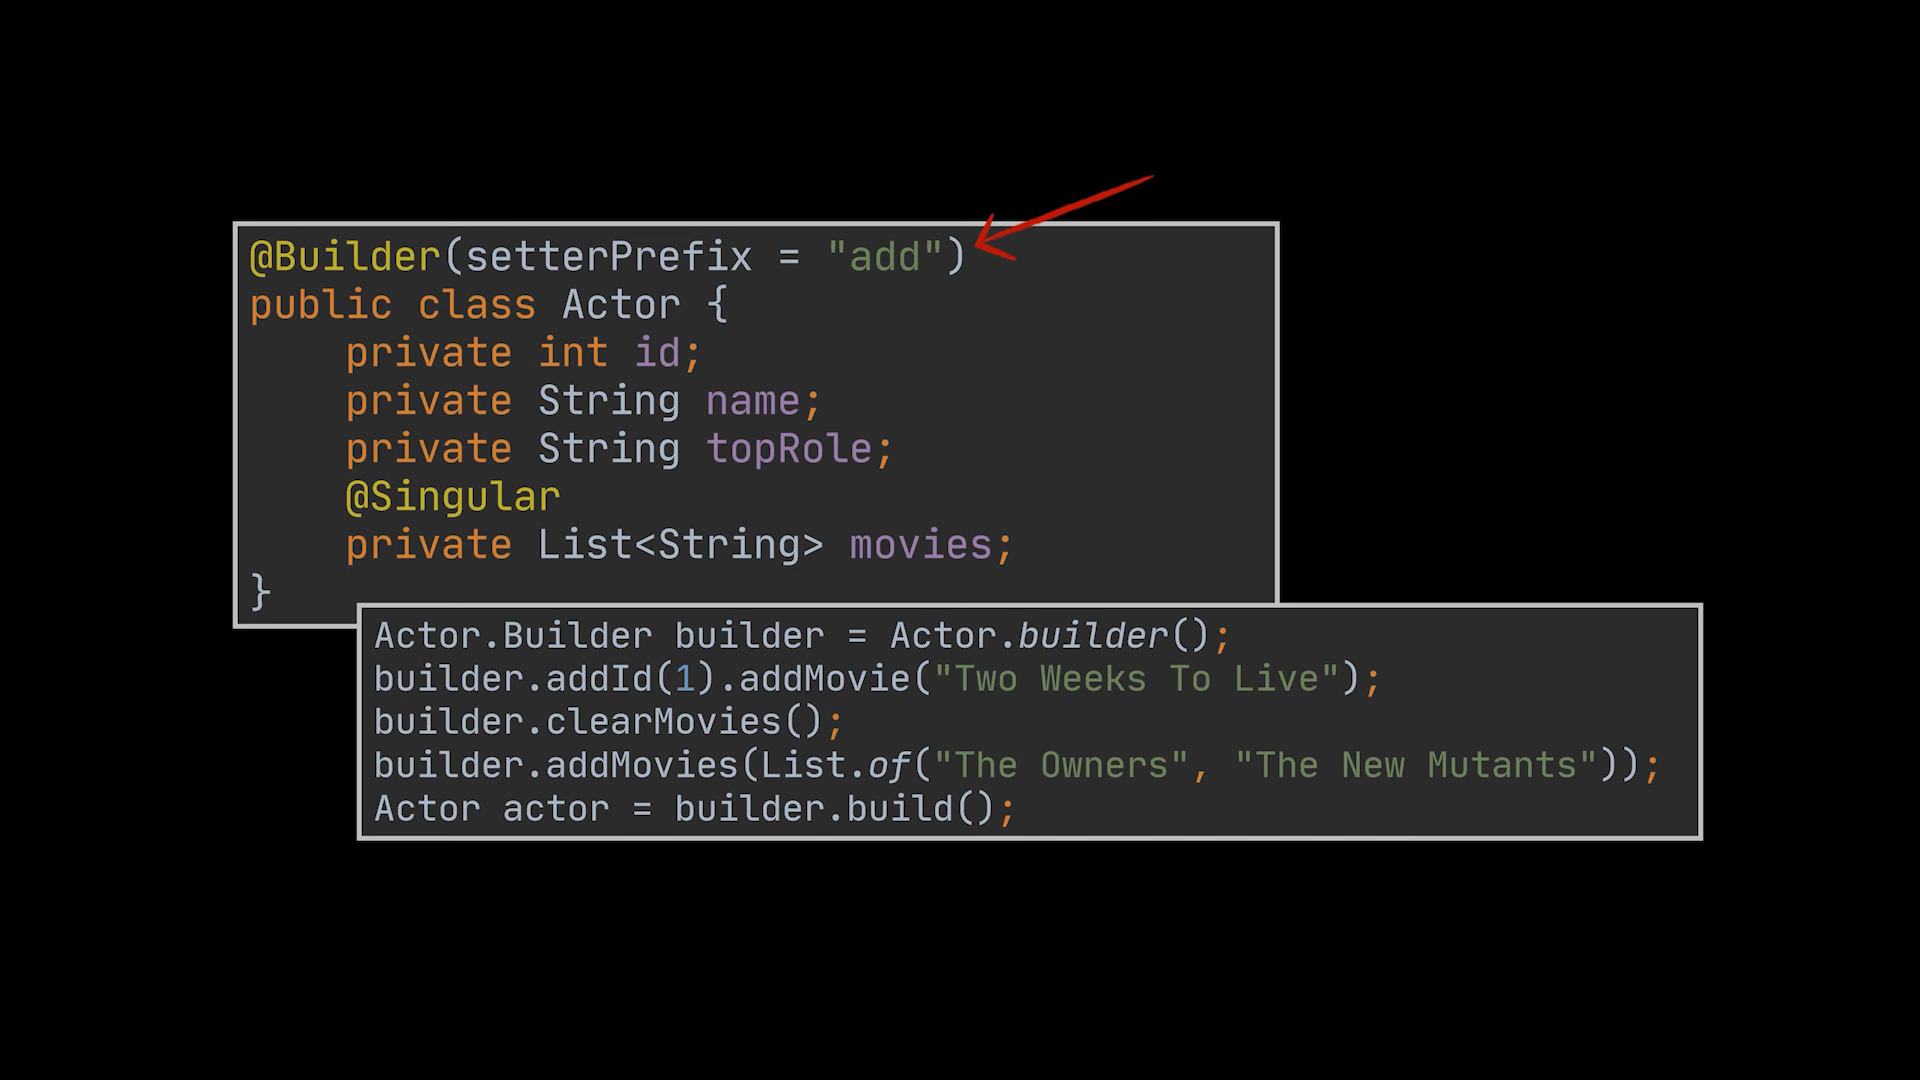 @Builder(setterPrefix = "add")
public class Actor {
    private int id;
    private String name;
    private String topRole;
    @Singular
    private List<String> movies;
}
Actor.Builder builder = Actor.builder();
builder.addId(1).addMovie("Two Weeks To Live");
builder.clearMovies();
builder.addMovies(List.of("The Owners", "The New Mutants"));
Actor actor = builder.build();